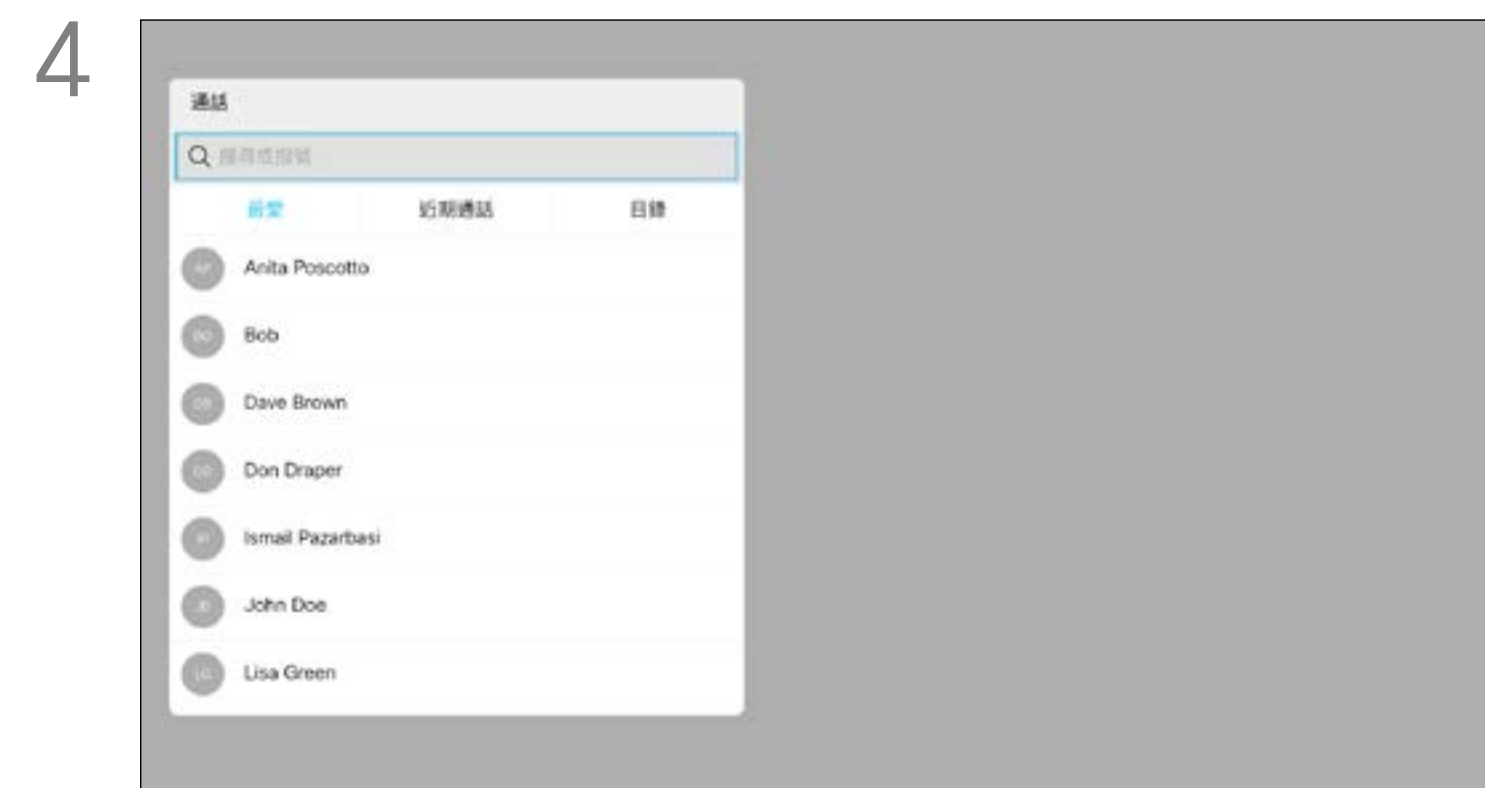 4
通話
搜尋或撥號
最愛 近期通話 目錄
Anita Poscotto
Bob
Dave Brown
Don Draper
Ismail Pazarbasi
John Doe
Lisa Green